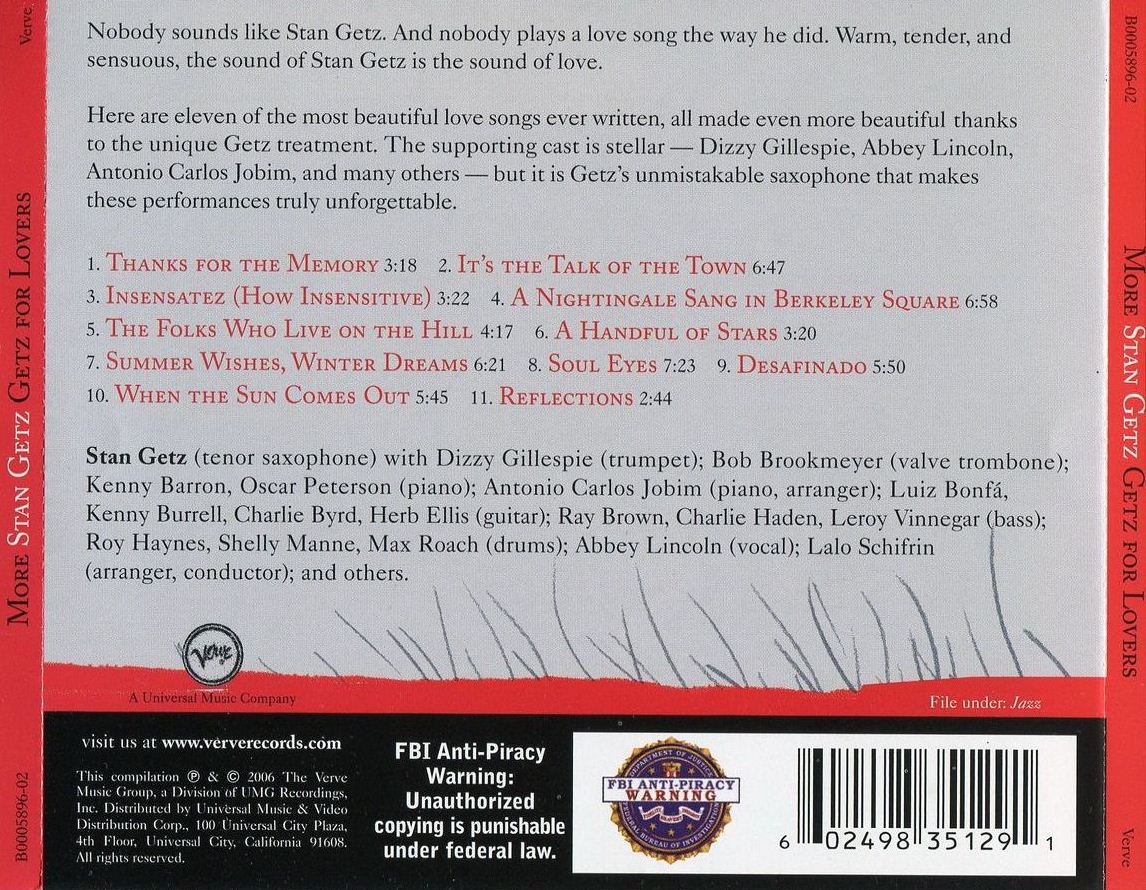 Nobody sounds like Stan Getz. And nobody plays a love song the way he did. Warm, tender, and
sensuous, the sound of Stan Getz is the sound of love.
Here are eleven of the most beautiful love songs ever written, all made even more beautiful thanks
to the unique Getz treatment. The supporting cast is stellar — Dizzy Gillespie, Abbey Lincoln,
Antonio Carlos Jobim, and many others — but it is Getz's unmistakable saxophone that makes
these performances truly unforgettable.
1. Thanks for the Memory 3:18 2. It's the Talk of the Town 6:47
3. Insensatez (How Insensitive) 3:22 4. A Nightingale Sang in Berkeley Square 6:58
5. The Folks Who Live on the Hill 4:17 6. A Handful of Stars 3:20
7. Summer Wishes, Winter Dreams 6:21 8. Soul Eyes 7:23 9. Desafinado 5:50
10. When the Sun Comes Out 5:45 11. Reflections 2:44
Stan Getz (tenor saxophone) with Dizzy Gillespie (trumpet); Bob Brookmeyer (valve trombone);
Kenny Barron, Oscar Peterson (piano); Antonio Carlos Jobim (piano, arranger); Luiz Bonfá,
Kenny Burrell, Charlie Byrd, Herb Ellis (guitar); Ray Brown, Charlie Haden, Leroy Vinnegar (bass);
Roy Haynes, Shelly Manne, Max Roach (drums); Abbey Lincoln (vocal); Lalo Schifrin
(arranger, conductor); and others.
Verve
A Universal Music Company
File under: Jazz
visit us at www.ververecords.com
This compilation ℗ & © 2006 The Verve
Music Group, a Division of UMG Recordings,
Inc. Distributed by Universal Music & Video
Distribution Corp., 100 Universal City Plaza,
4th Floor, Universal City, California 91608.
All rights reserved.
FBI Anti-Piracy
Warning:
Unauthorized
copying is punishable
under federal law.
DEPARTMENT OF JUSTICE
FBI ANTI-PIRACY
WARNING
FEDERAL BUREAU OF INVESTIGATION
6 02498 35129 1
Verve
More Stan Getz Getz for Lovers
B0005896-02
B0005896-02
More Stan Getz Getz for Lovers
Verve